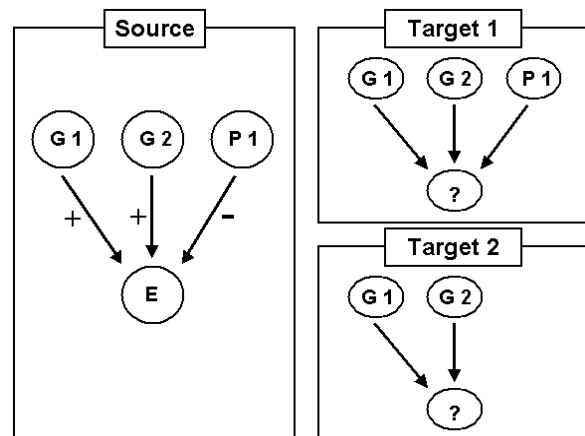 Source
G 1 G 2 P 1
+ + -
E
Target 1
G 1 G 2 P 1
?
Target 2
G 1 G 2
?